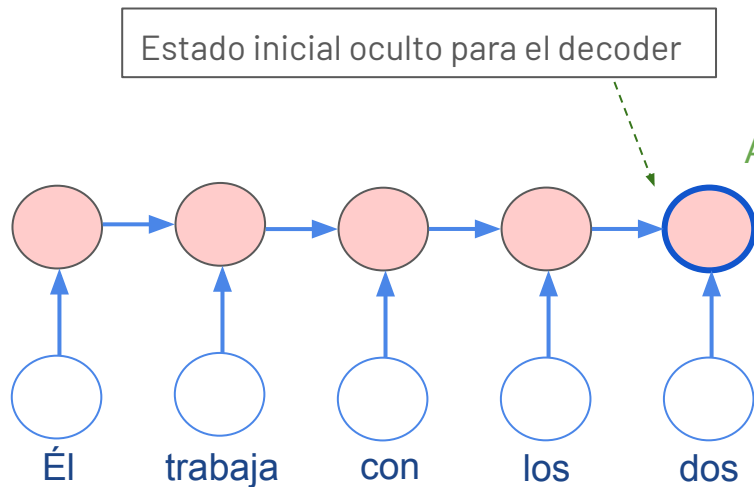 Estado inicial oculto para el decoder
Él trabaja con los dos